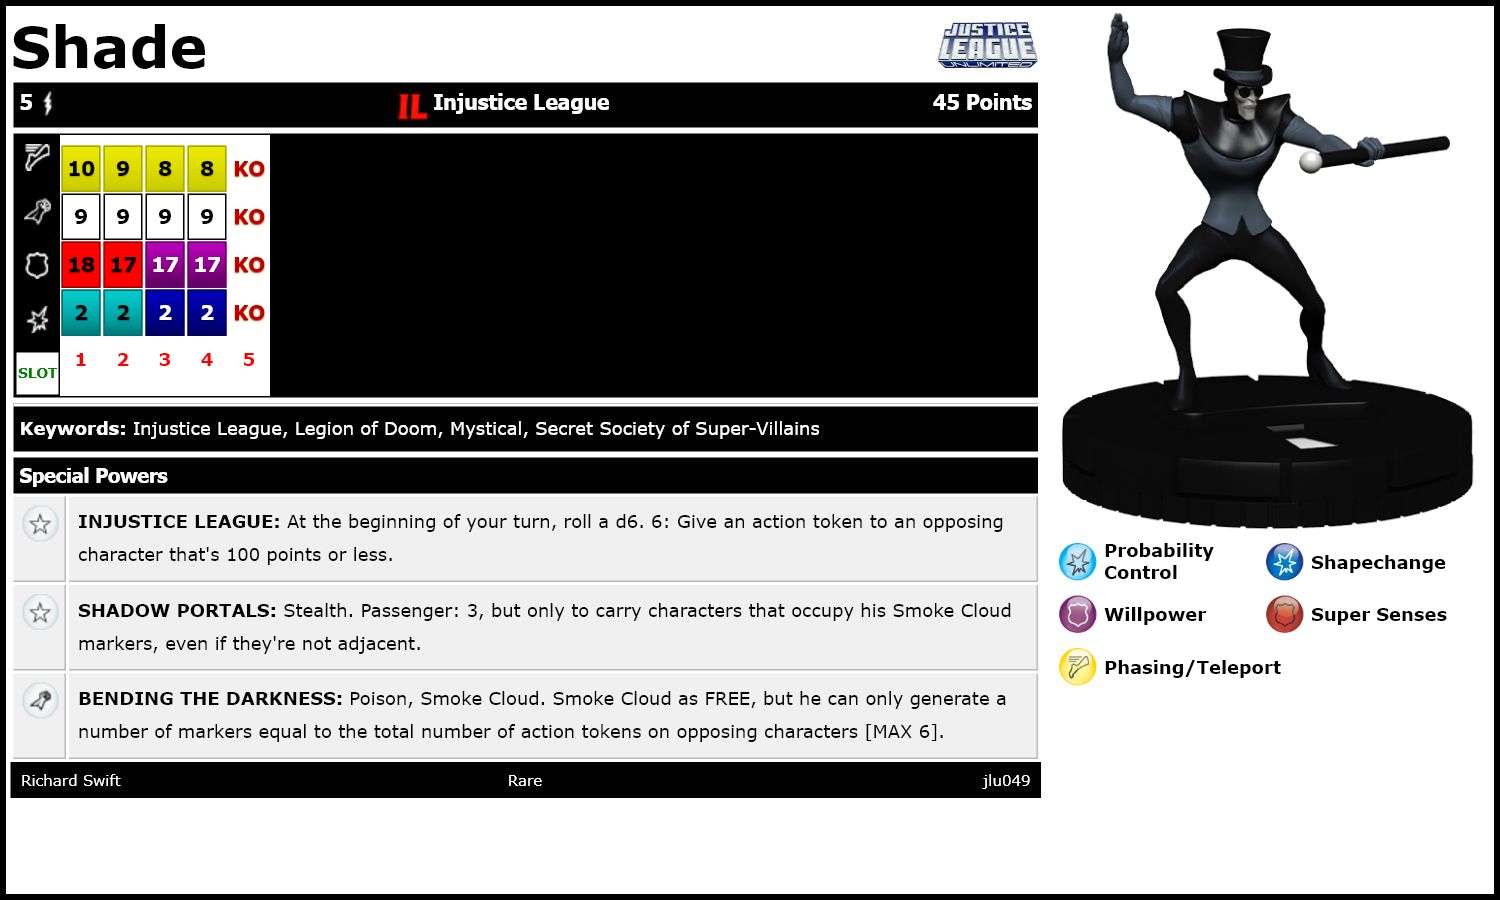 Shade
JUSTICE
LEAGUE
UNLIMITED
5 IL Injustice League 45 Points
10 9 8 8 KO
9 9 9 9 KO
18 17 17 17 KO
2 2 2 2 KO
SLOT 1 2 3 4 5
Keywords: Injustice League, Legion of Doom, Mystical, Secret Society of Super-Villains
Special Powers
INJUSTICE LEAGUE: At the beginning of your turn, roll a d6. 6: Give an action token to an opposing
character that's 100 points or less.
SHADOW PORTALS: Stealth. Passenger: 3, but only to carry characters that occupy his Smoke Cloud
markers, even if they're not adjacent.
BENDING THE DARKNESS: Poison, Smoke Cloud. Smoke Cloud as FREE, but he can only generate a
number of markers equal to the total number of action tokens on opposing characters [MAX 6].
Richard Swift Rare jlu049
Probability
Control
Shapechange
Willpower
Super Senses
Phasing/Teleport